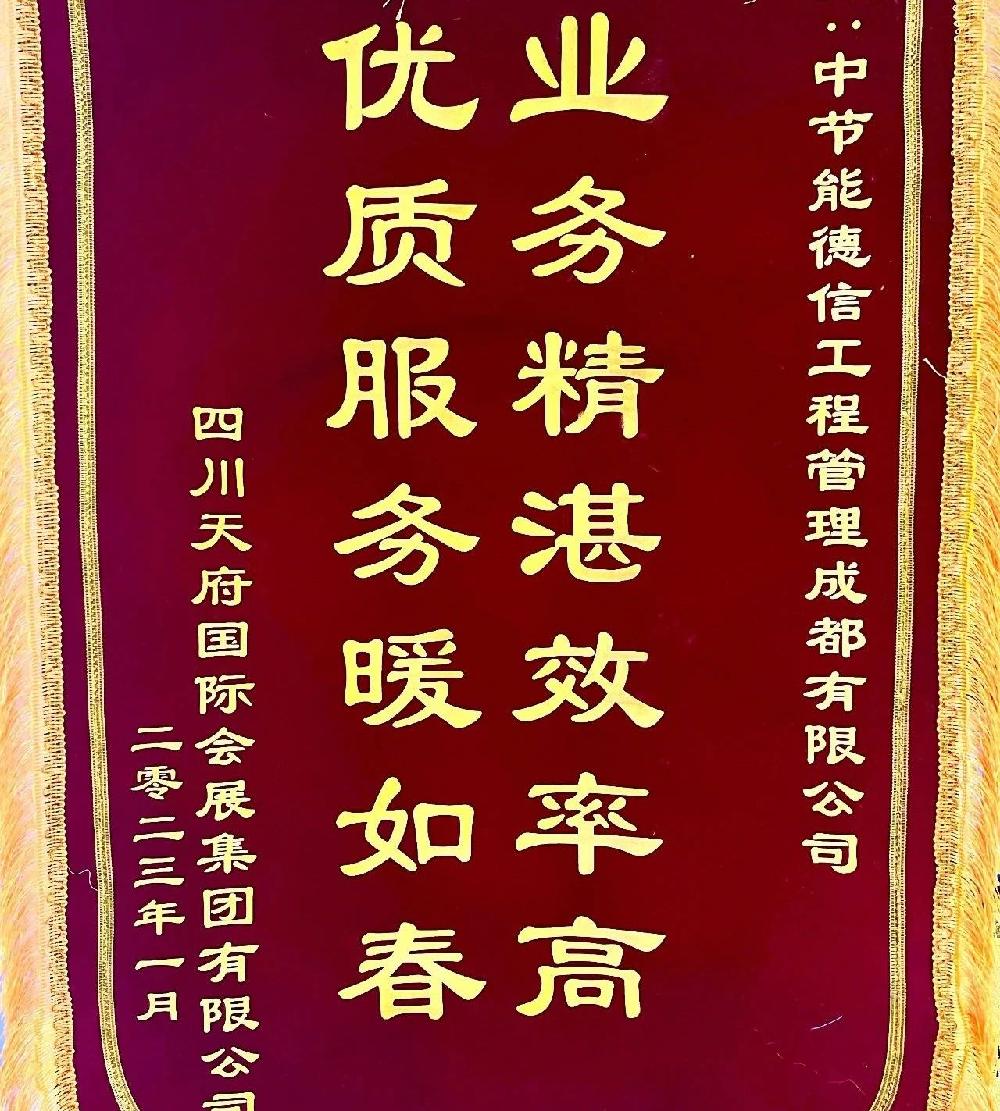 ：中节能德信工程管理成都有限公司
业务精湛效率高
优质服务暖如春
四川天府国际会展集团有限公司
二零二三年一月